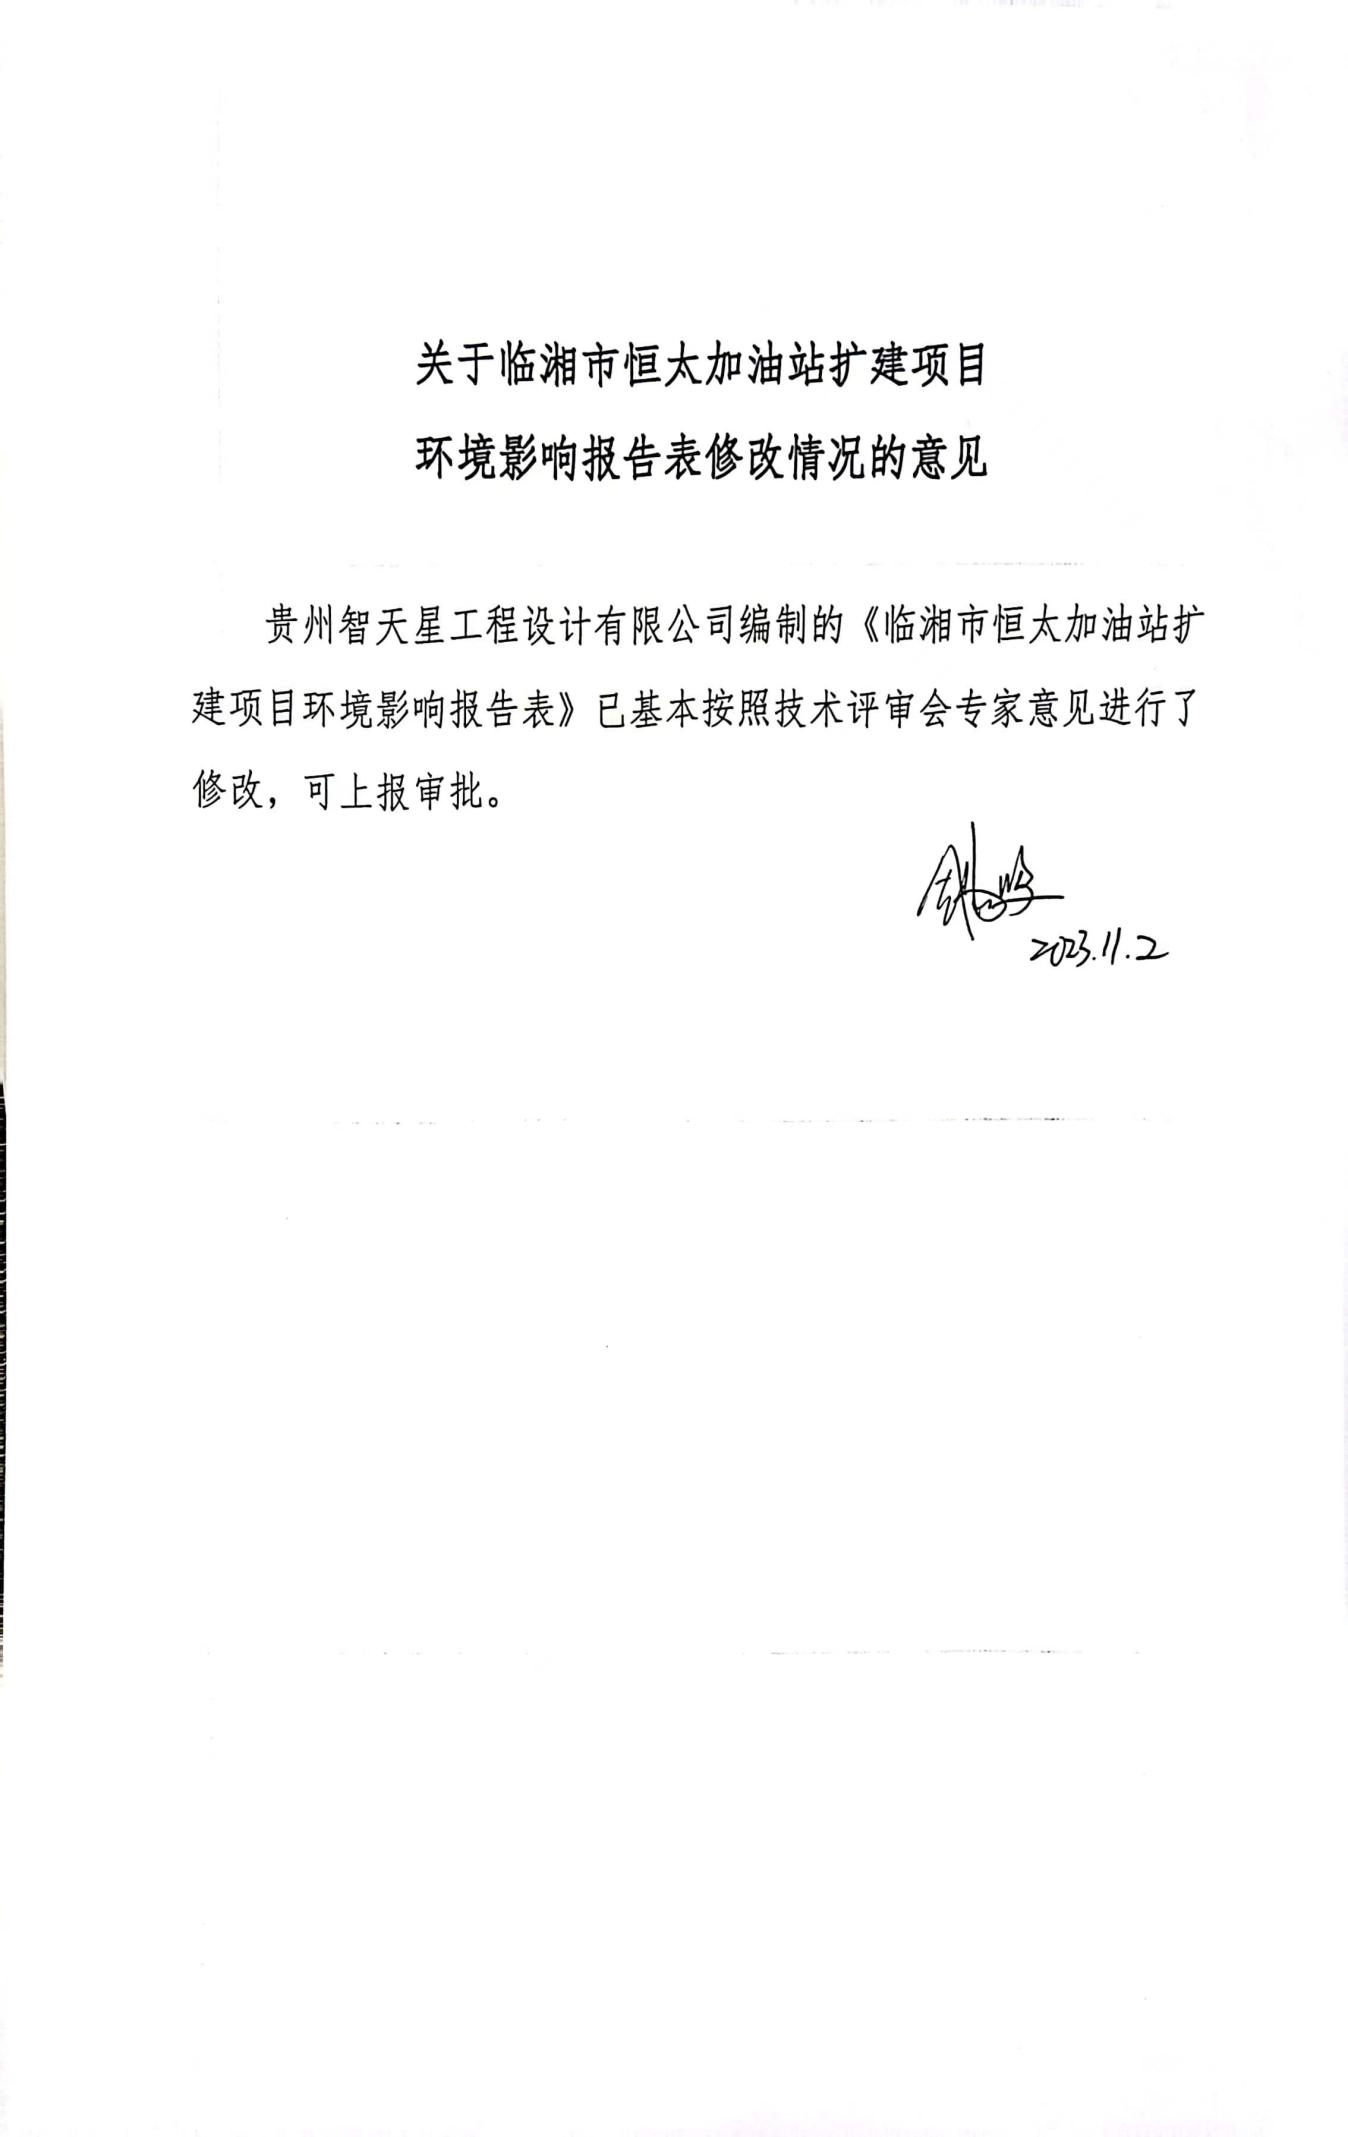 关于临湘市恒太加油站扩建项目
环境影响报告表修改情况的意见
贵州智天星工程设计有限公司编制的《临湘市恒太加油站扩
建项目环境影响报告表》已基本按照技术评审会专家意见进行了
修改，可上报审批。
2023.11.2